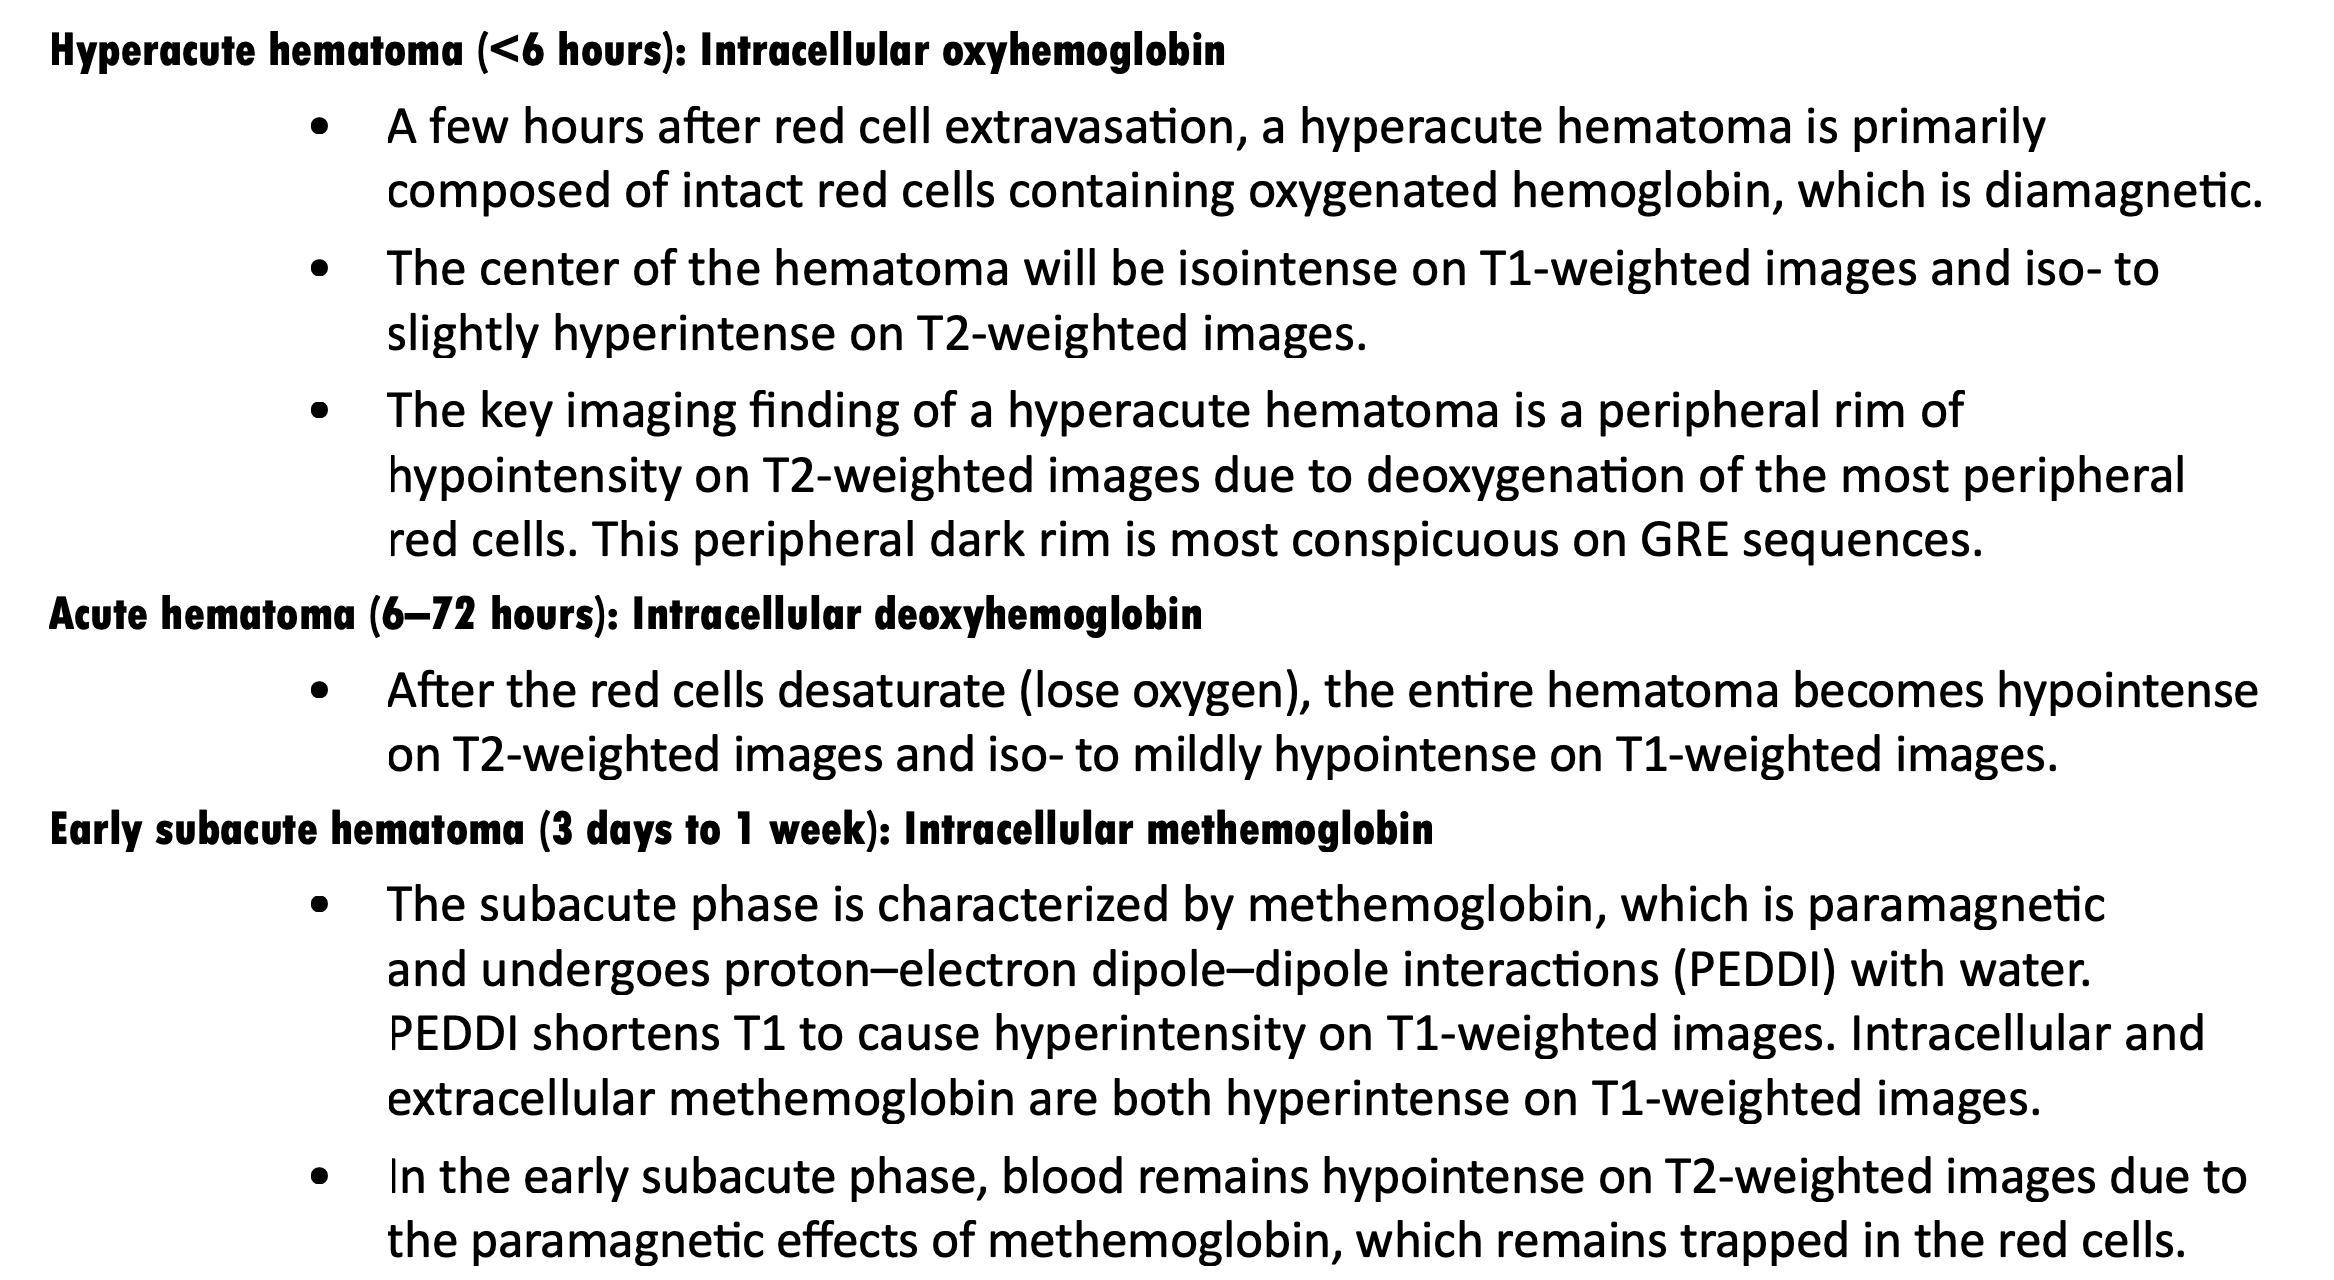 Hyperacute hematoma (<6 hours): Intracellular oxyhemoglobin
• A few hours after red cell extravasation, a hyperacute hematoma is primarily
composed of intact red cells containing oxygenated hemoglobin, which is diamagnetic.
• The center of the hematoma will be isointense on T1-weighted images and iso- to
slightly hyperintense on T2-weighted images.
• The key imaging finding of a hyperacute hematoma is a peripheral rim of
hypointensity on T2-weighted images due to deoxygenation of the most peripheral
red cells. This peripheral dark rim is most conspicuous on GRE sequences.
Acute hematoma (6–72 hours): Intracellular deoxyhemoglobin
• After the red cells desaturate (lose oxygen), the entire hematoma becomes hypointense
on T2-weighted images and iso- to mildly hypointense on T1-weighted images.
Early subacute hematoma (3 days to 1 week): Intracellular methemoglobin
• The subacute phase is characterized by methemoglobin, which is paramagnetic
and undergoes proton–electron dipole–dipole interactions (PEDDI) with water.
PEDDI shortens T1 to cause hyperintensity on T1-weighted images. Intracellular and
extracellular methemoglobin are both hyperintense on T1-weighted images.
• In the early subacute phase, blood remains hypointense on T2-weighted images due to
the paramagnetic effects of methemoglobin, which remains trapped in the red cells.